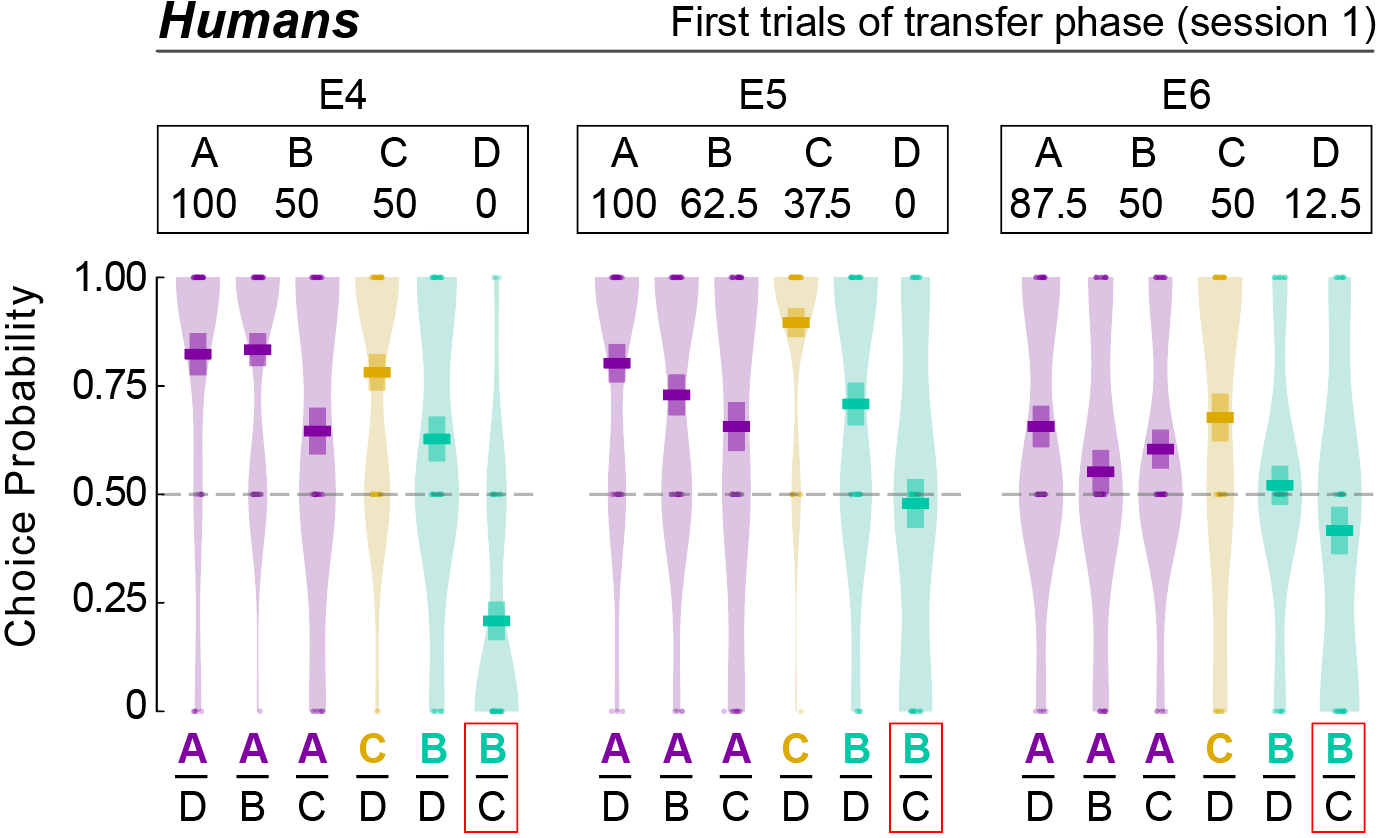 Humans First trials of transfer phase (session 1)
E4 E5 E6
A B C D A B C D A B C D
100 50 50 0 100 62.5 37.5 0 87.5 50 50 12.5
Choice Probability
1.00
0.75
0.50
0.25
0
A A A C B B A A A C B B A A A C B B
D B C D D C D B C D D C D B C D D C